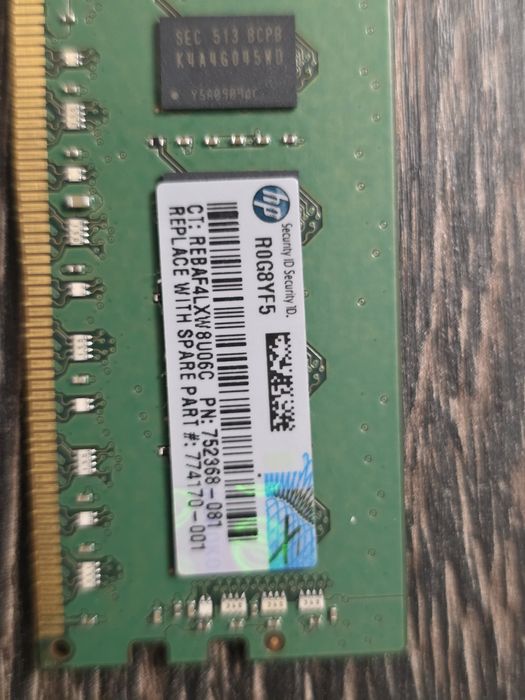 SEC 513 8CPB
K4A4G045WD
hp
Security ID Security ID.
R0G8YF5
CT: REBAF4LXW8U06C PN: 752368-081
REPLACE WITH SPARE PART #: 774170-001